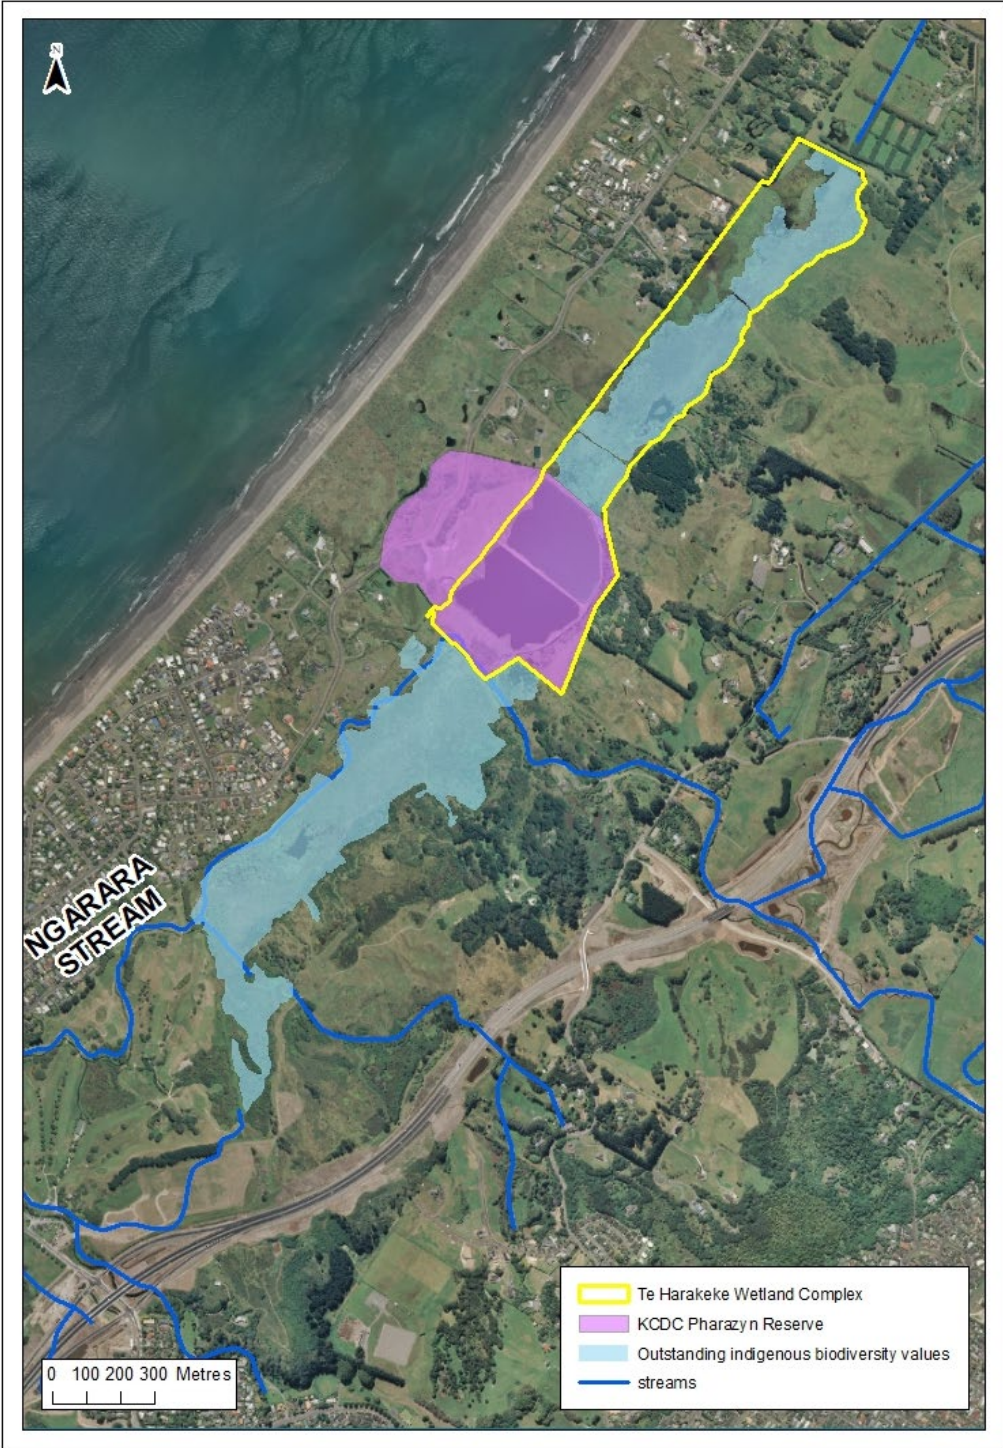 N
NGARARA
STREAM
Te Harakeke Wetland Complex
KCDC Pharazyn Reserve
Outstanding indigenous biodiversity values
streams
0 100 200 300 Metres